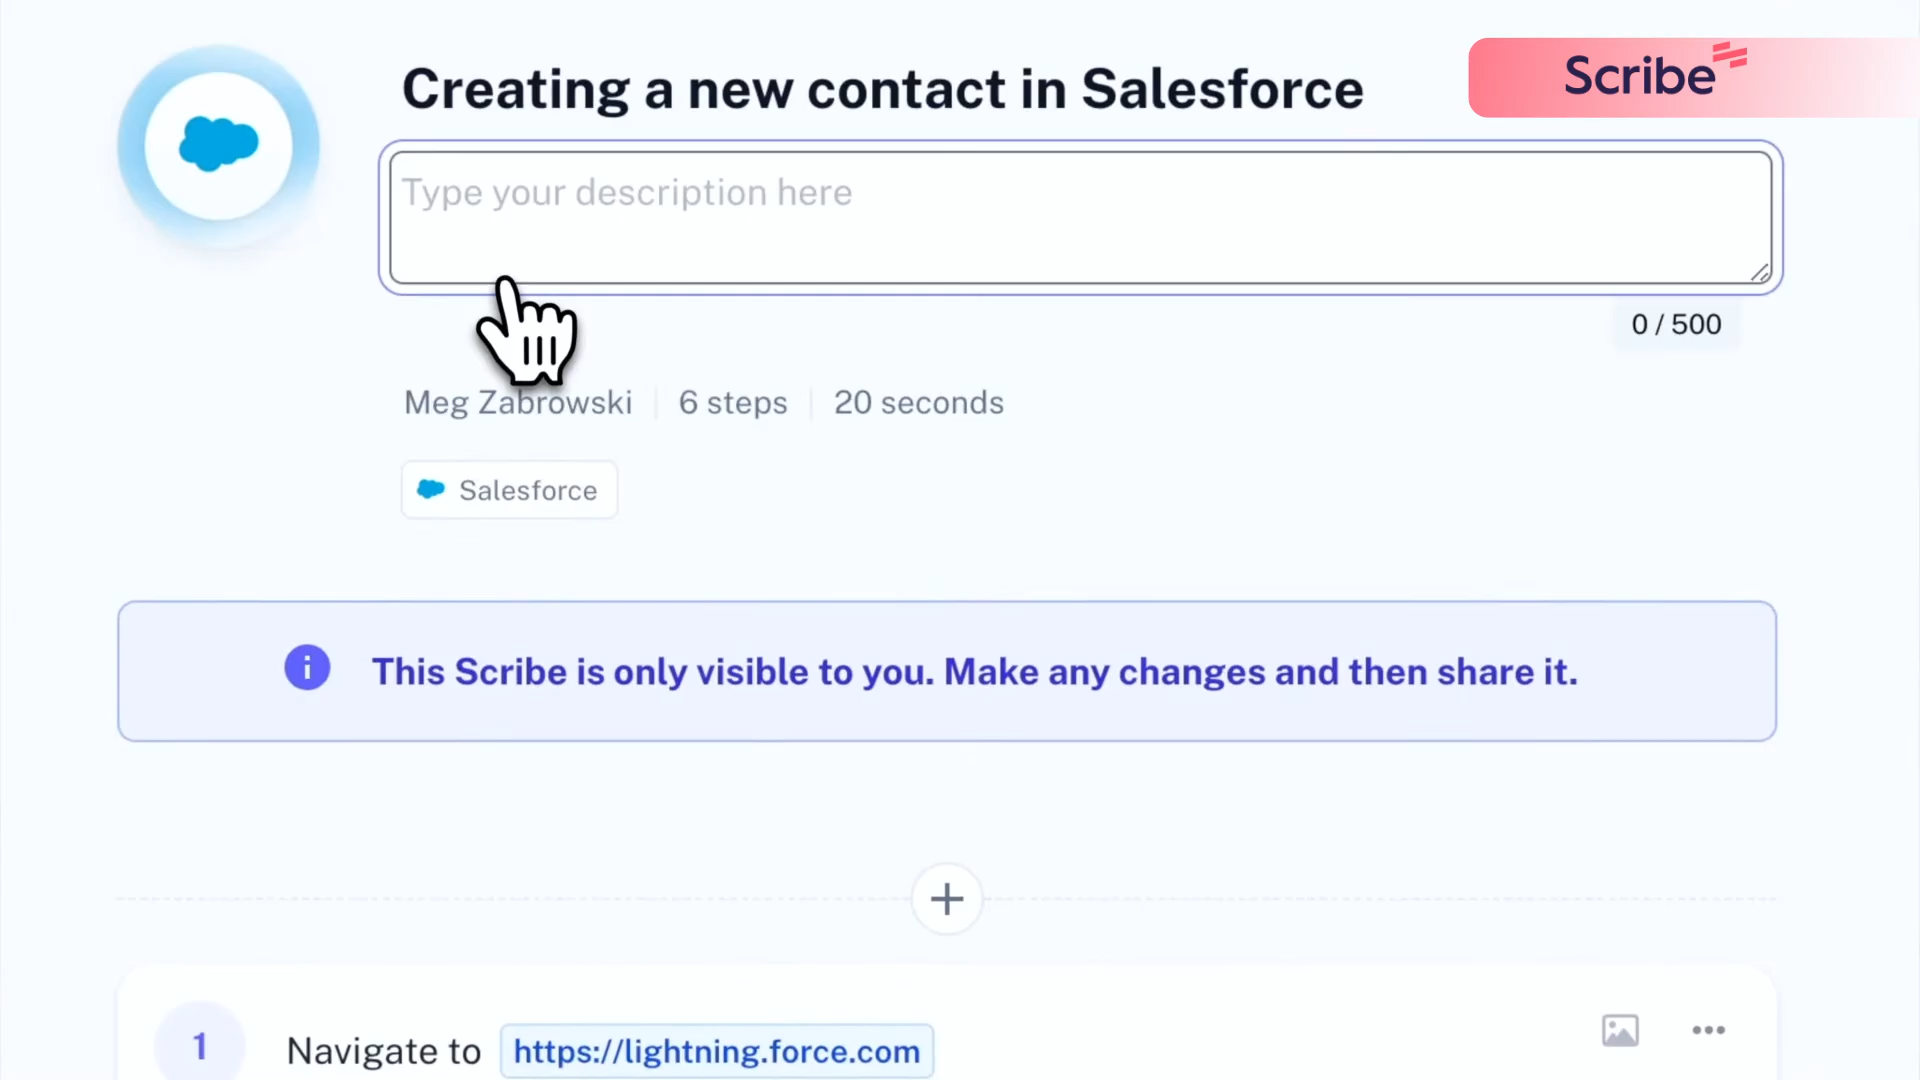 Creating a new contact in Salesforce
Scribe
Type your description here
0 / 500
Meg Zabrowski
6 steps
20 seconds
Salesforce
This Scribe is only visible to you. Make any changes and then share it.
1
Navigate to https://lightning.force.com